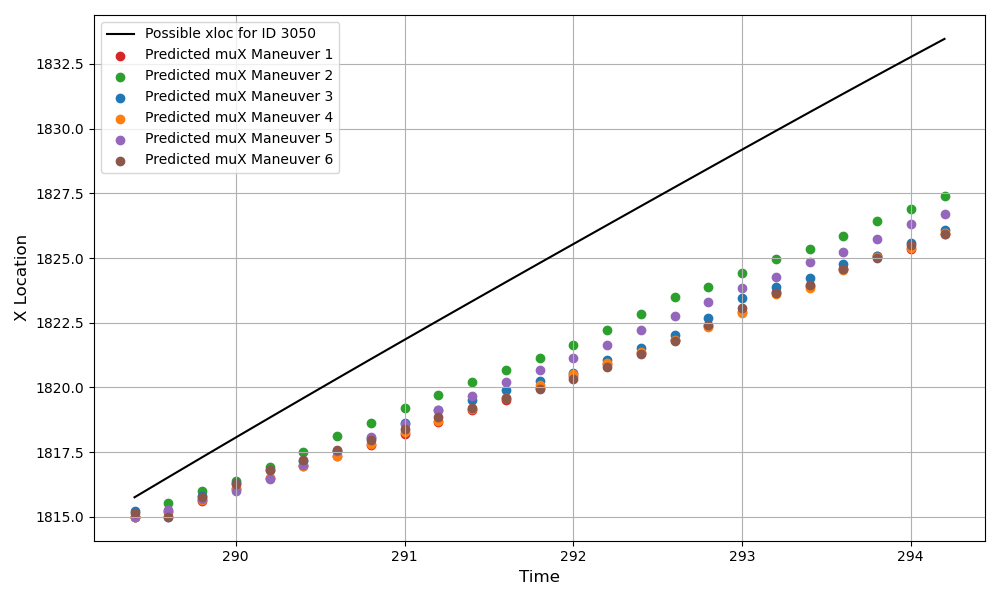 Possible xloc for ID 3050
Predicted muX Maneuver 1
Predicted muX Maneuver 2
Predicted muX Maneuver 3
Predicted muX Maneuver 4
Predicted muX Maneuver 5
Predicted muX Maneuver 6
1832.5
1830.0
1827.5
1825.0
1822.5
1820.0
1817.5
1815.0
X Location
290 291 292 293 294
Time